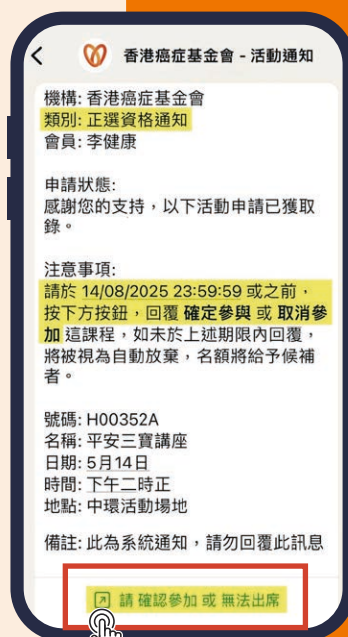 香港癌症基金會 - 活動通知
機構: 香港癌症基金會
類別: 正選資格通知
會員: 李健康
申請狀態:
感謝您的支持，以下活動申請已獲取
錄。
注意事項:
請於 14/08/2025 23:59:59 或之前，
按下方按鈕，回覆 確定參與 或 取消參
加 這課程，如未於上述期限內回覆，
將被視為自動放棄，名額將給予候補
者。
號碼: H00352A
名稱: 平安三寶講座
日期: 5月14日
時間: 下午二時正
地點: 中環活動場地
備註: 此為系統通知，請勿回覆此訊息
請 確認參加 或 無法出席